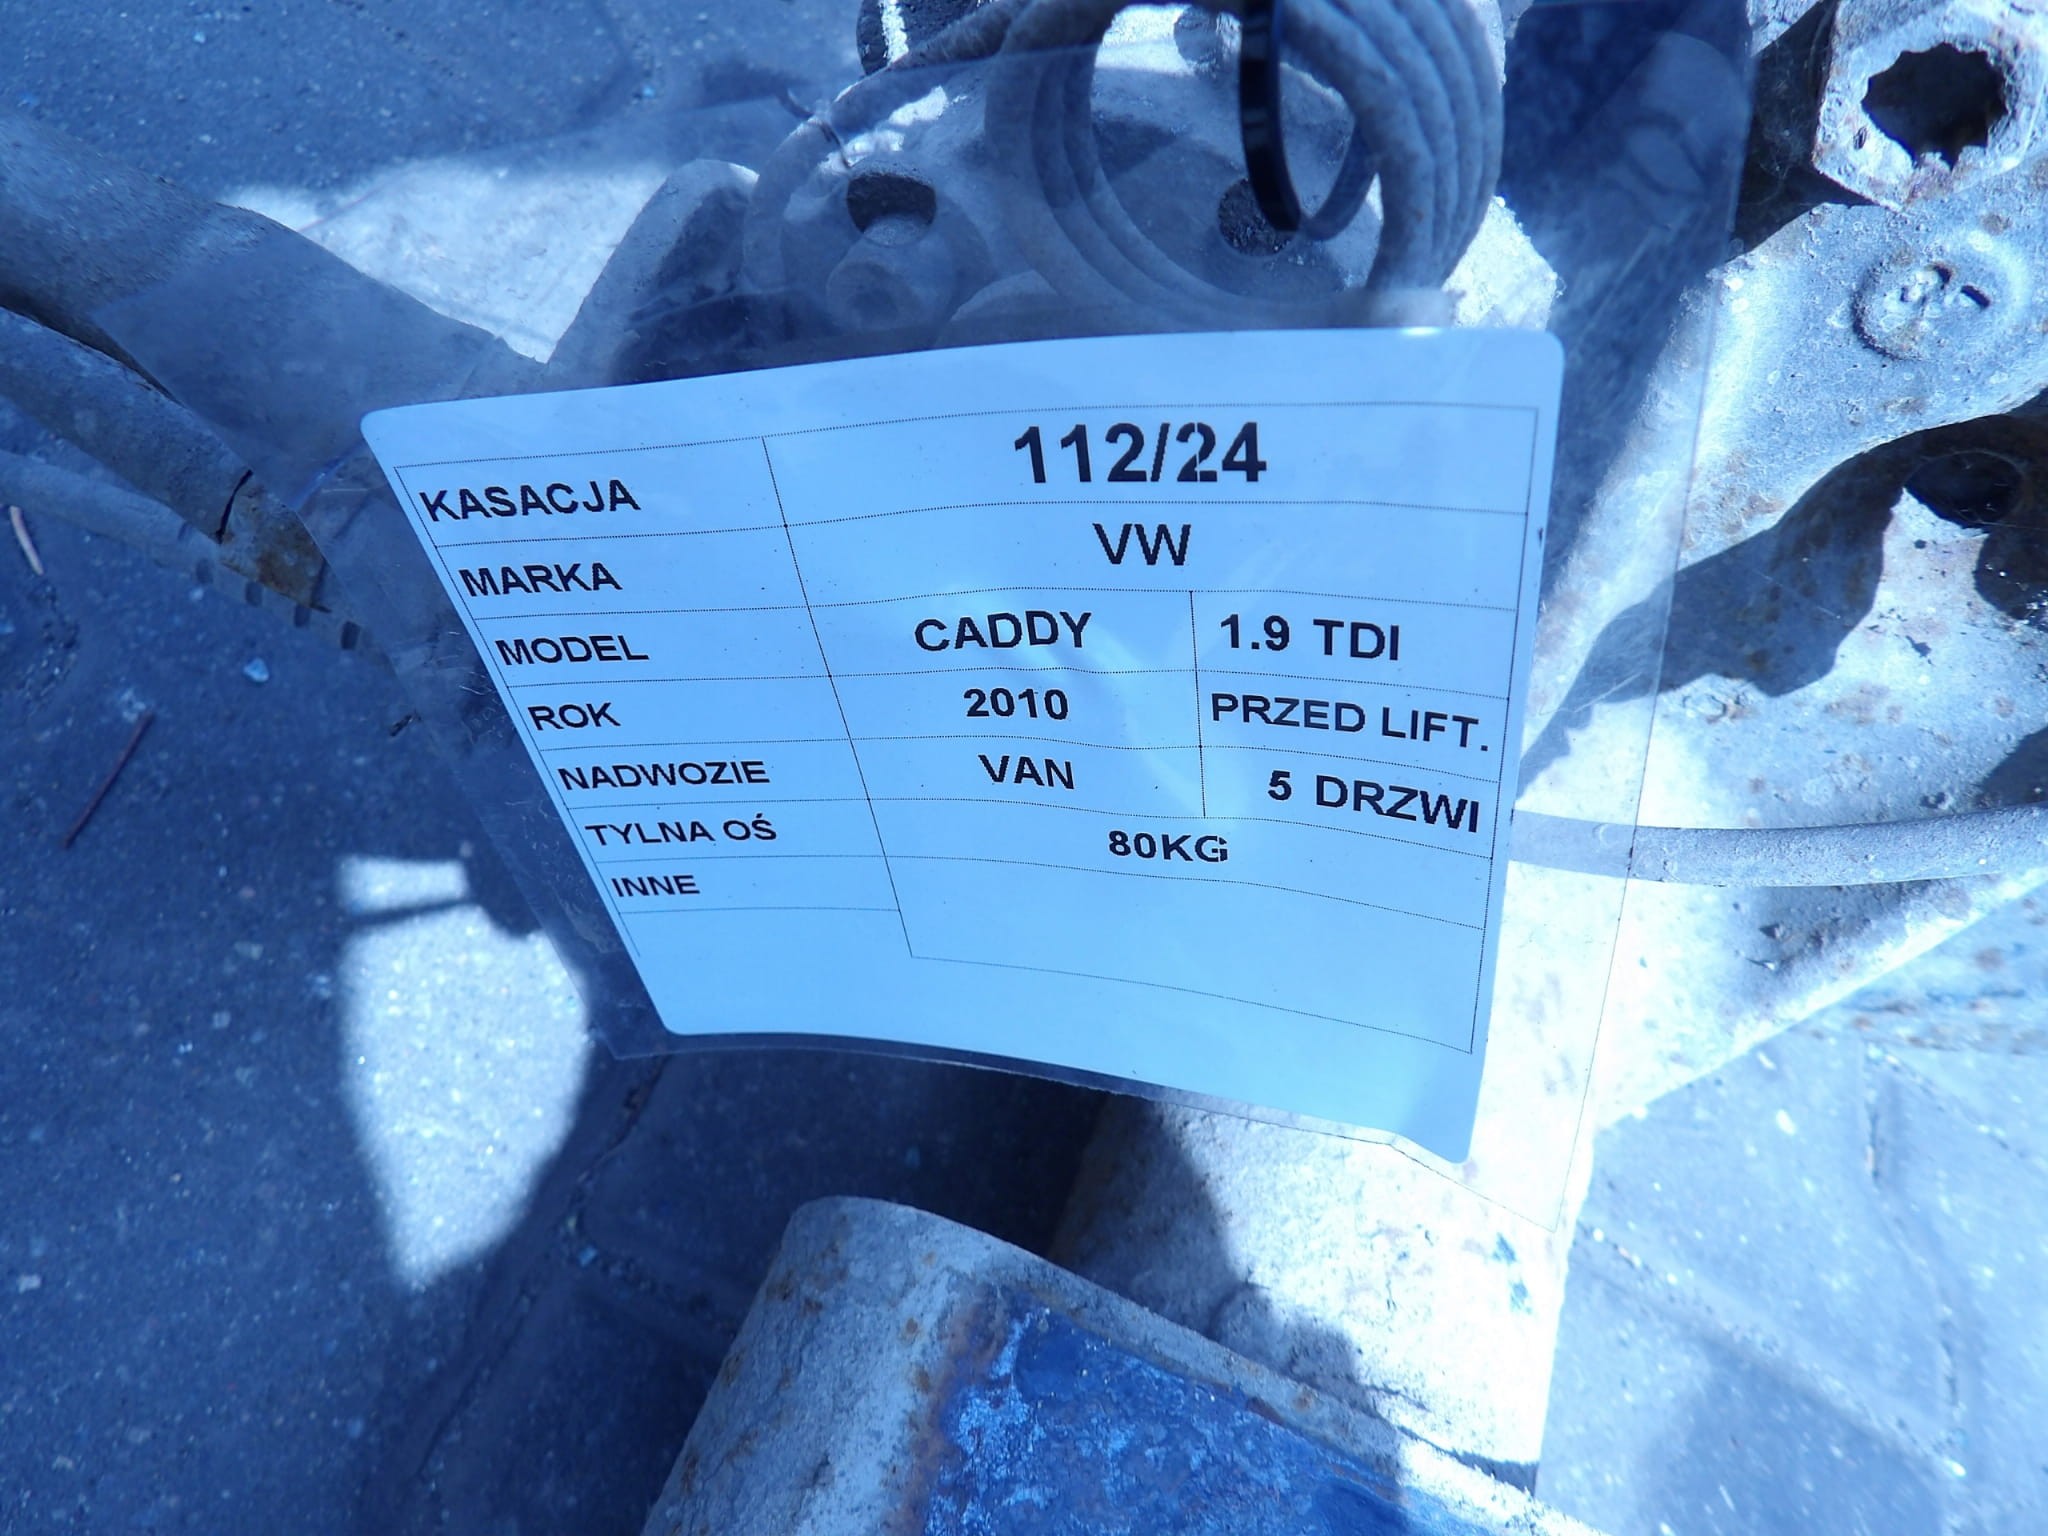 KASACJA 112/24
MARKA VW
MODEL CADDY 1.9 TDI
ROK 2010 PRZED LIFT.
NADWOZIE VAN 5 DRZWI
TYLNA OŚ 80KG
INNE